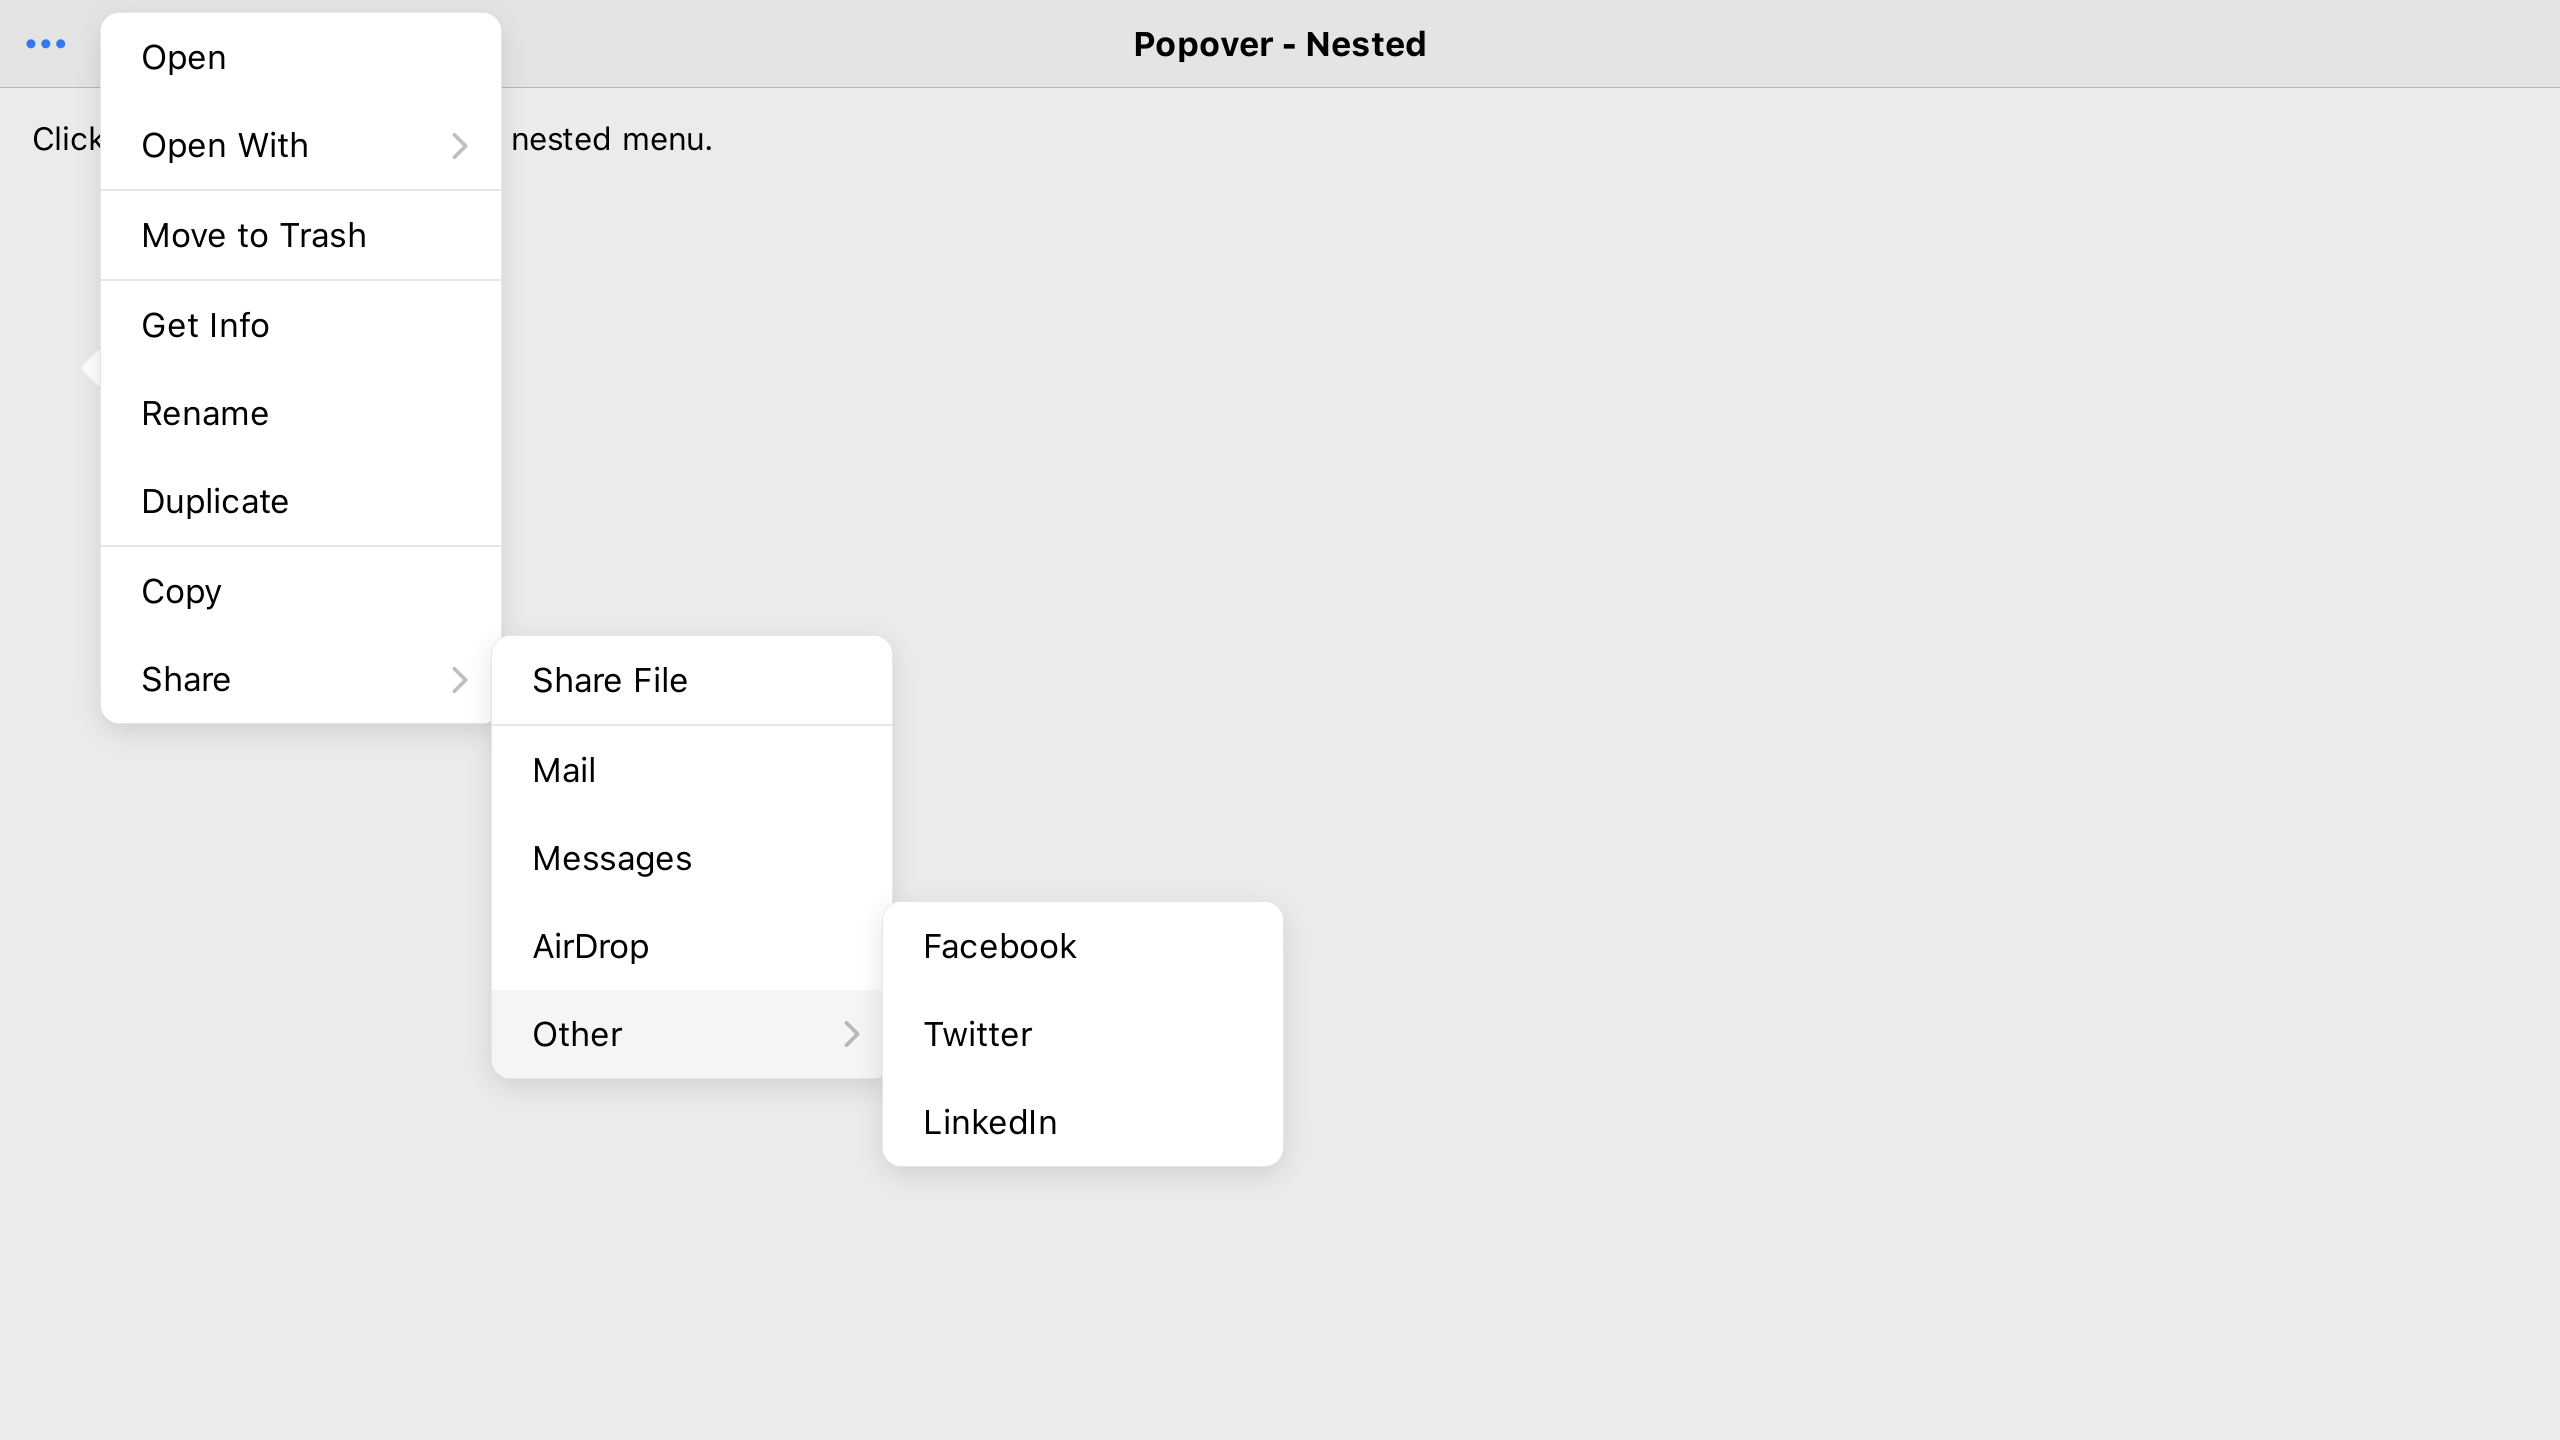 Popover - Nested
Click
nested menu.
Open
Open With
Move to Trash
Get Info
Rename
Duplicate
Copy
Share
Share File
Mail
Messages
AirDrop
Other
Facebook
Twitter
LinkedIn